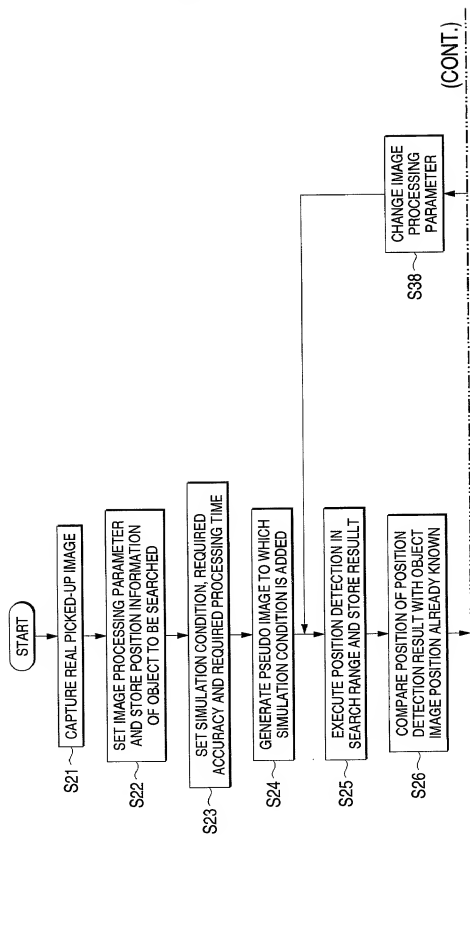 START
S21
CAPTURE REAL PICKED-UP IMAGE
S22
SET IMAGE PROCESSING PARAMETER
AND STORE POSITION INFORMATION
OF OBJECT TO BE SEARCHED
S23
SET SIMULATION CONDITION, REQUIRED
ACCURACY AND REQUIRED PROCESSING TIME
S24
GENERATE PSEUDO IMAGE TO WHICH
SIMULATION CONDITION IS ADDED
S25
EXECUTE POSITION DETECTION IN
SEARCH RANGE AND STORE RESULT
S26
COMPARE POSITION OF POSITION
DETECTION RESULT WITH OBJECT
IMAGE POSITION ALREADY KNOWN
S38
CHANGE IMAGE
PROCESSING
PARAMETER
(CONT.)